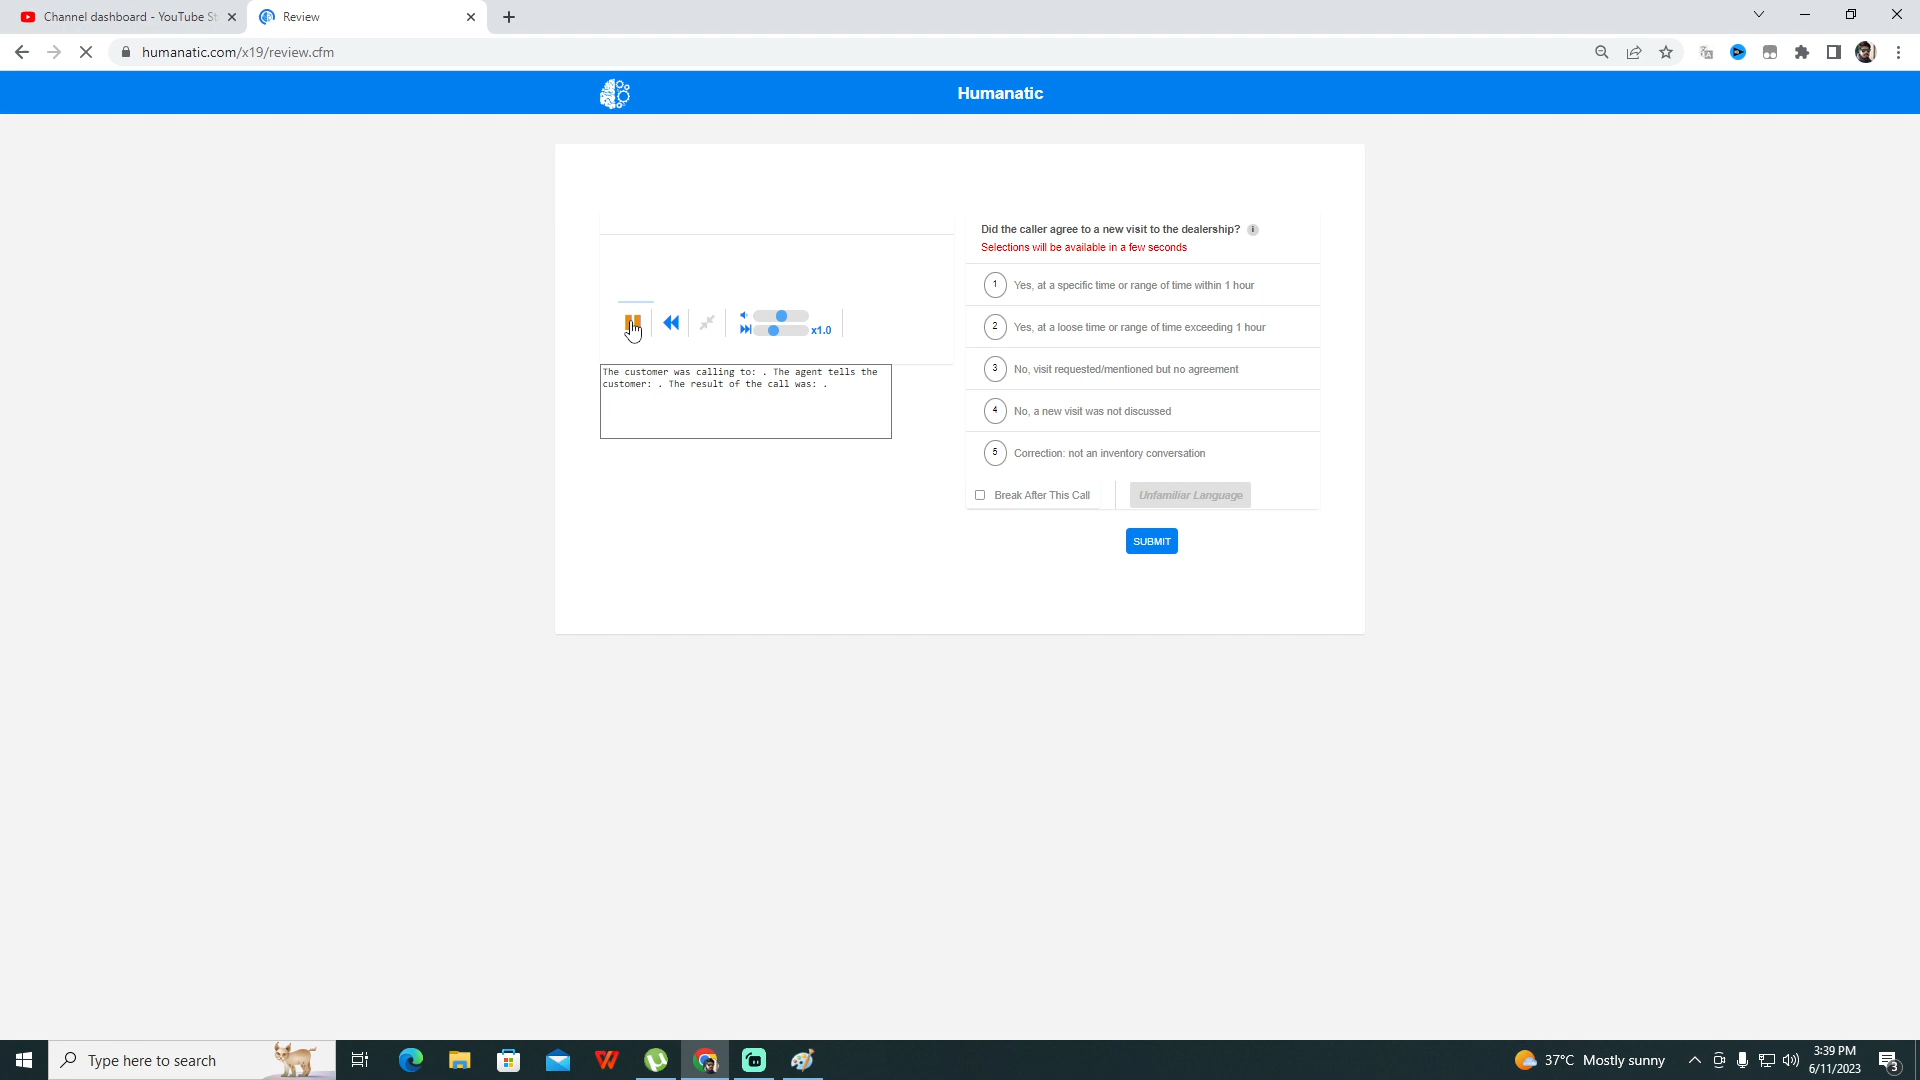 Channel dashboard - YouTube St
Review
humanatic.com/x19/review.cfm
Humanatic
Did the caller agree to a new visit to the dealership? i
Selections will be available in a few seconds
1 Yes, at a specific time or range of time within 1 hour
2 Yes, at a loose time or range of time exceeding 1 hour
x1.0
3 No, visit requested/mentioned but no agreement
The customer was calling to: . The agent tells the
customer: . The result of the call was: .
4 No, a new visit was not discussed
5 Correction: not an inventory conversation
Break After This Call
Unfamiliar Language
SUBMIT
Type here to search
37°C Mostly sunny
3:39 PM
6/11/2023
3